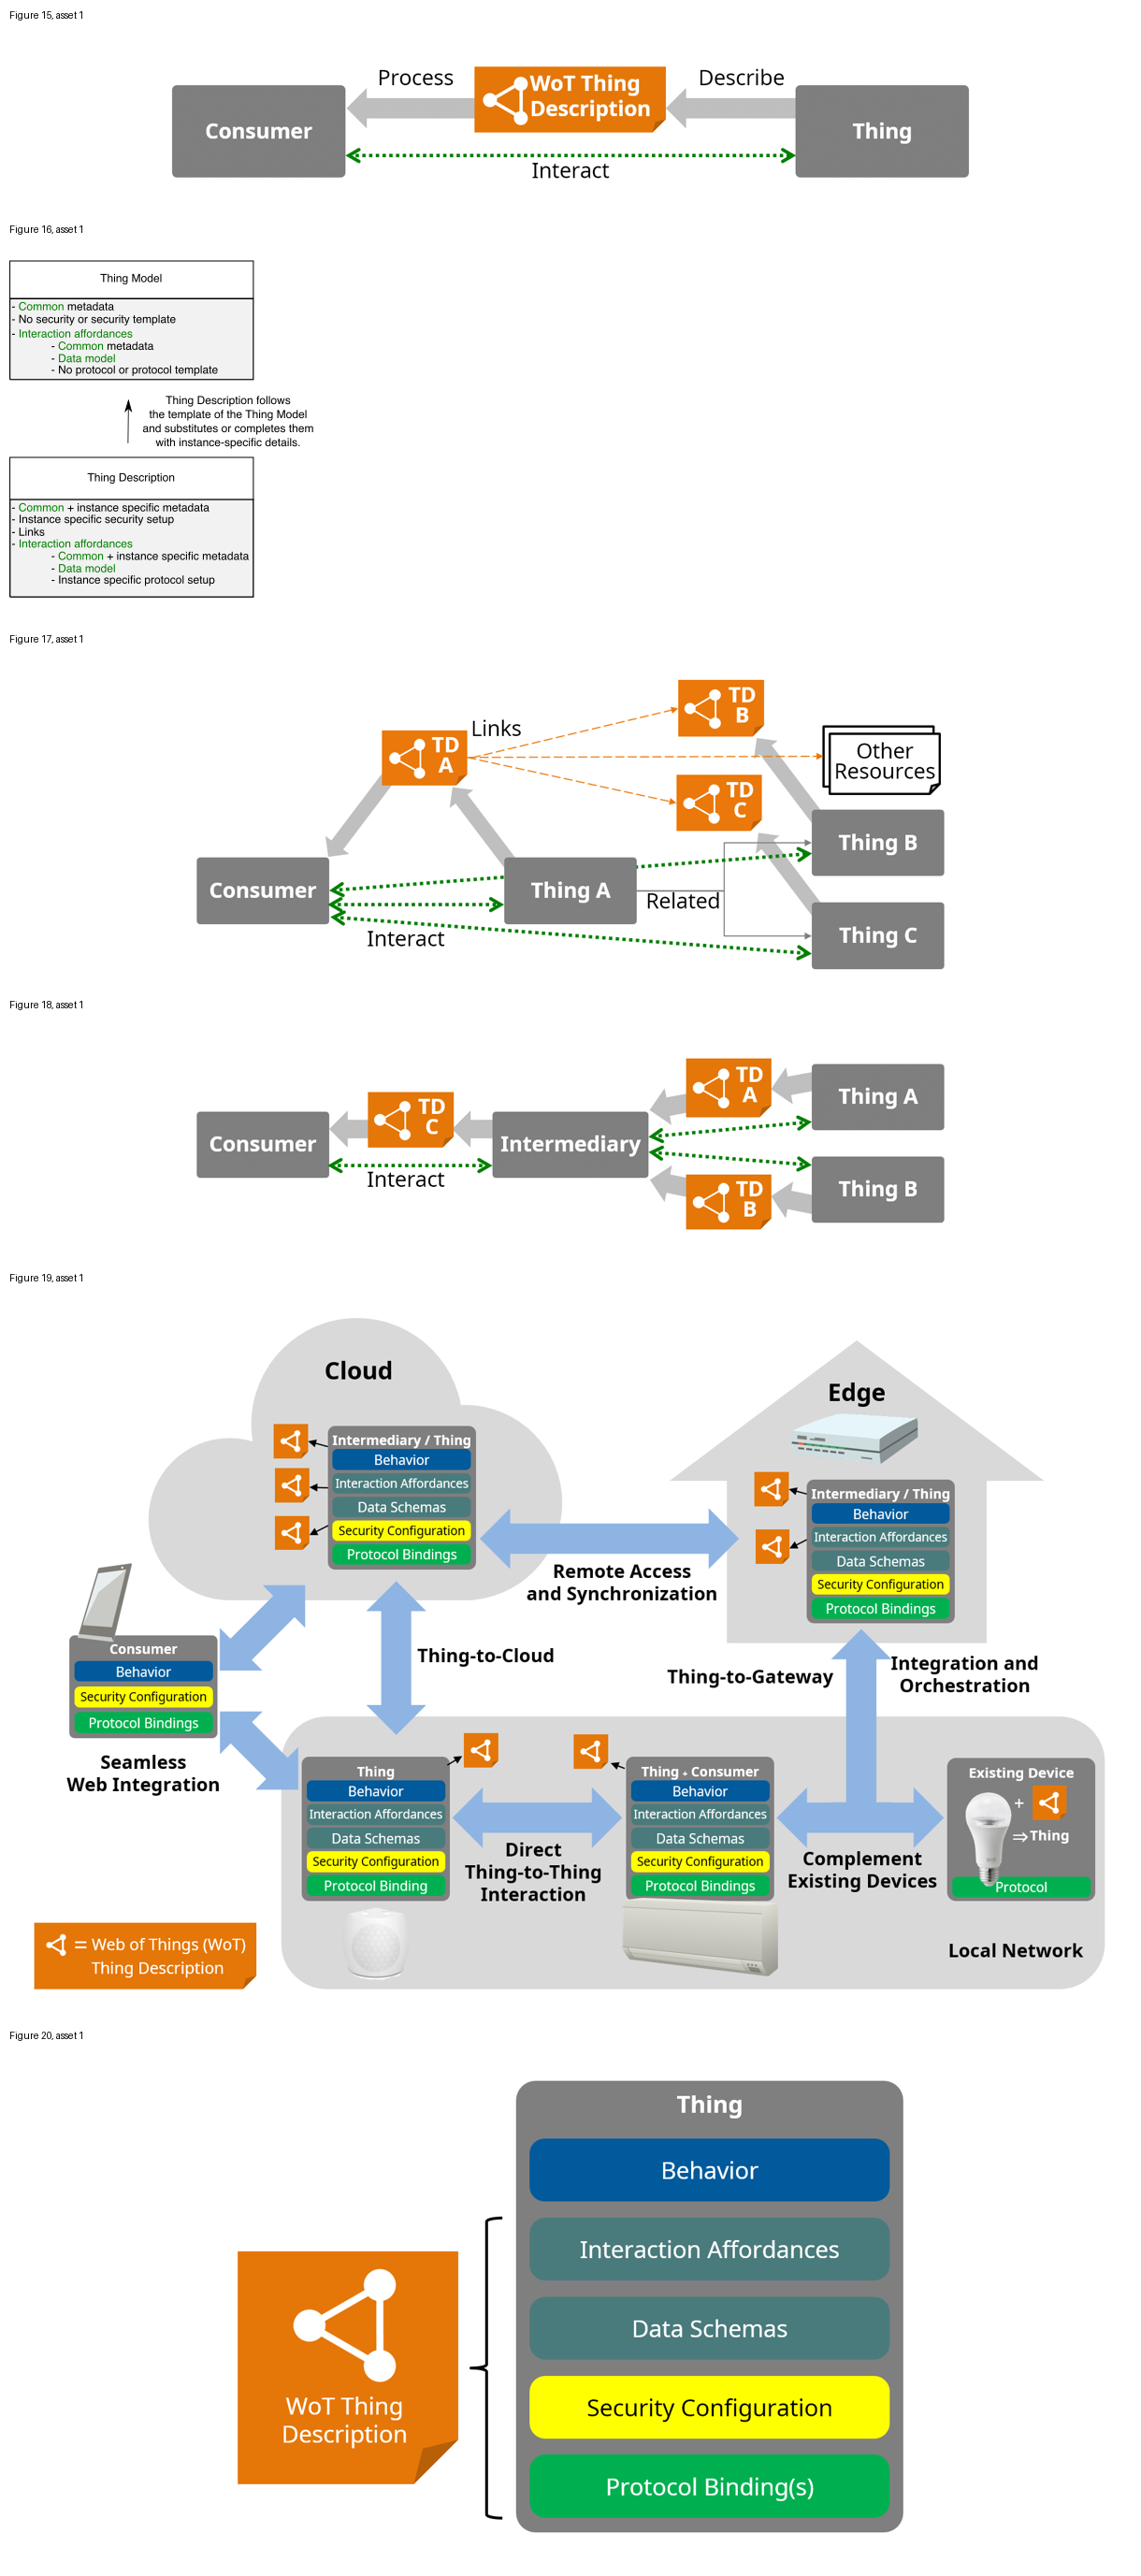 Figure 15, asset 1
Process
WoT Thing
Description
Describe
Consumer
Thing
Interact
Figure 16, asset 1
Thing Model
- Common metadata
- No security or security template
- Interaction affordances
- Common metadata
- Data model
- No protocol or protocol template
Thing Description follows
the template of the Thing Model
and substitutes or completes them
with instance-specific details.
Thing Description
- Common + instance specific metadata
- Instance specific security setup
- Links
- Interaction affordances
- Common + instance specific metadata
- Data model
- Instance specific protocol setup
Figure 17, asset 1
TD
B
Links
TD
A
Other
Resources
TD
C
Thing B
Consumer
Thing A
Related
Interact
Thing C
Figure 18, asset 1
TD
A
Thing A
TD
C
Consumer
Intermediary
Interact
TD
B
Thing B
Figure 19, asset 1
Cloud
Intermediary / Thing
Behavior
Interaction Affordances
Data Schemas
Security Configuration
Protocol Bindings
Edge
Intermediary / Thing
Behavior
Interaction Affordances
Data Schemas
Security Configuration
Protocol Bindings
Remote Access
and Synchronization
Consumer
Behavior
Security Configuration
Protocol Bindings
Seamless
Web Integration
Thing-to-Cloud
Thing-to-Gateway
Integration and
Orchestration
Thing
Behavior
Interaction Affordances
Data Schemas
Security Configuration
Protocol Binding
Direct
Thing-to-Thing
Interaction
Thing + Consumer
Behavior
Interaction Affordances
Data Schemas
Security Configuration
Protocol Bindings
Complement
Existing Devices
Existing Device
+
⇒Thing
Protocol
Local Network
= Web of Things (WoT)
Thing Description
Figure 20, asset 1
Thing
Behavior
Interaction Affordances
Data Schemas
Security Configuration
Protocol Binding(s)
WoT Thing
Description